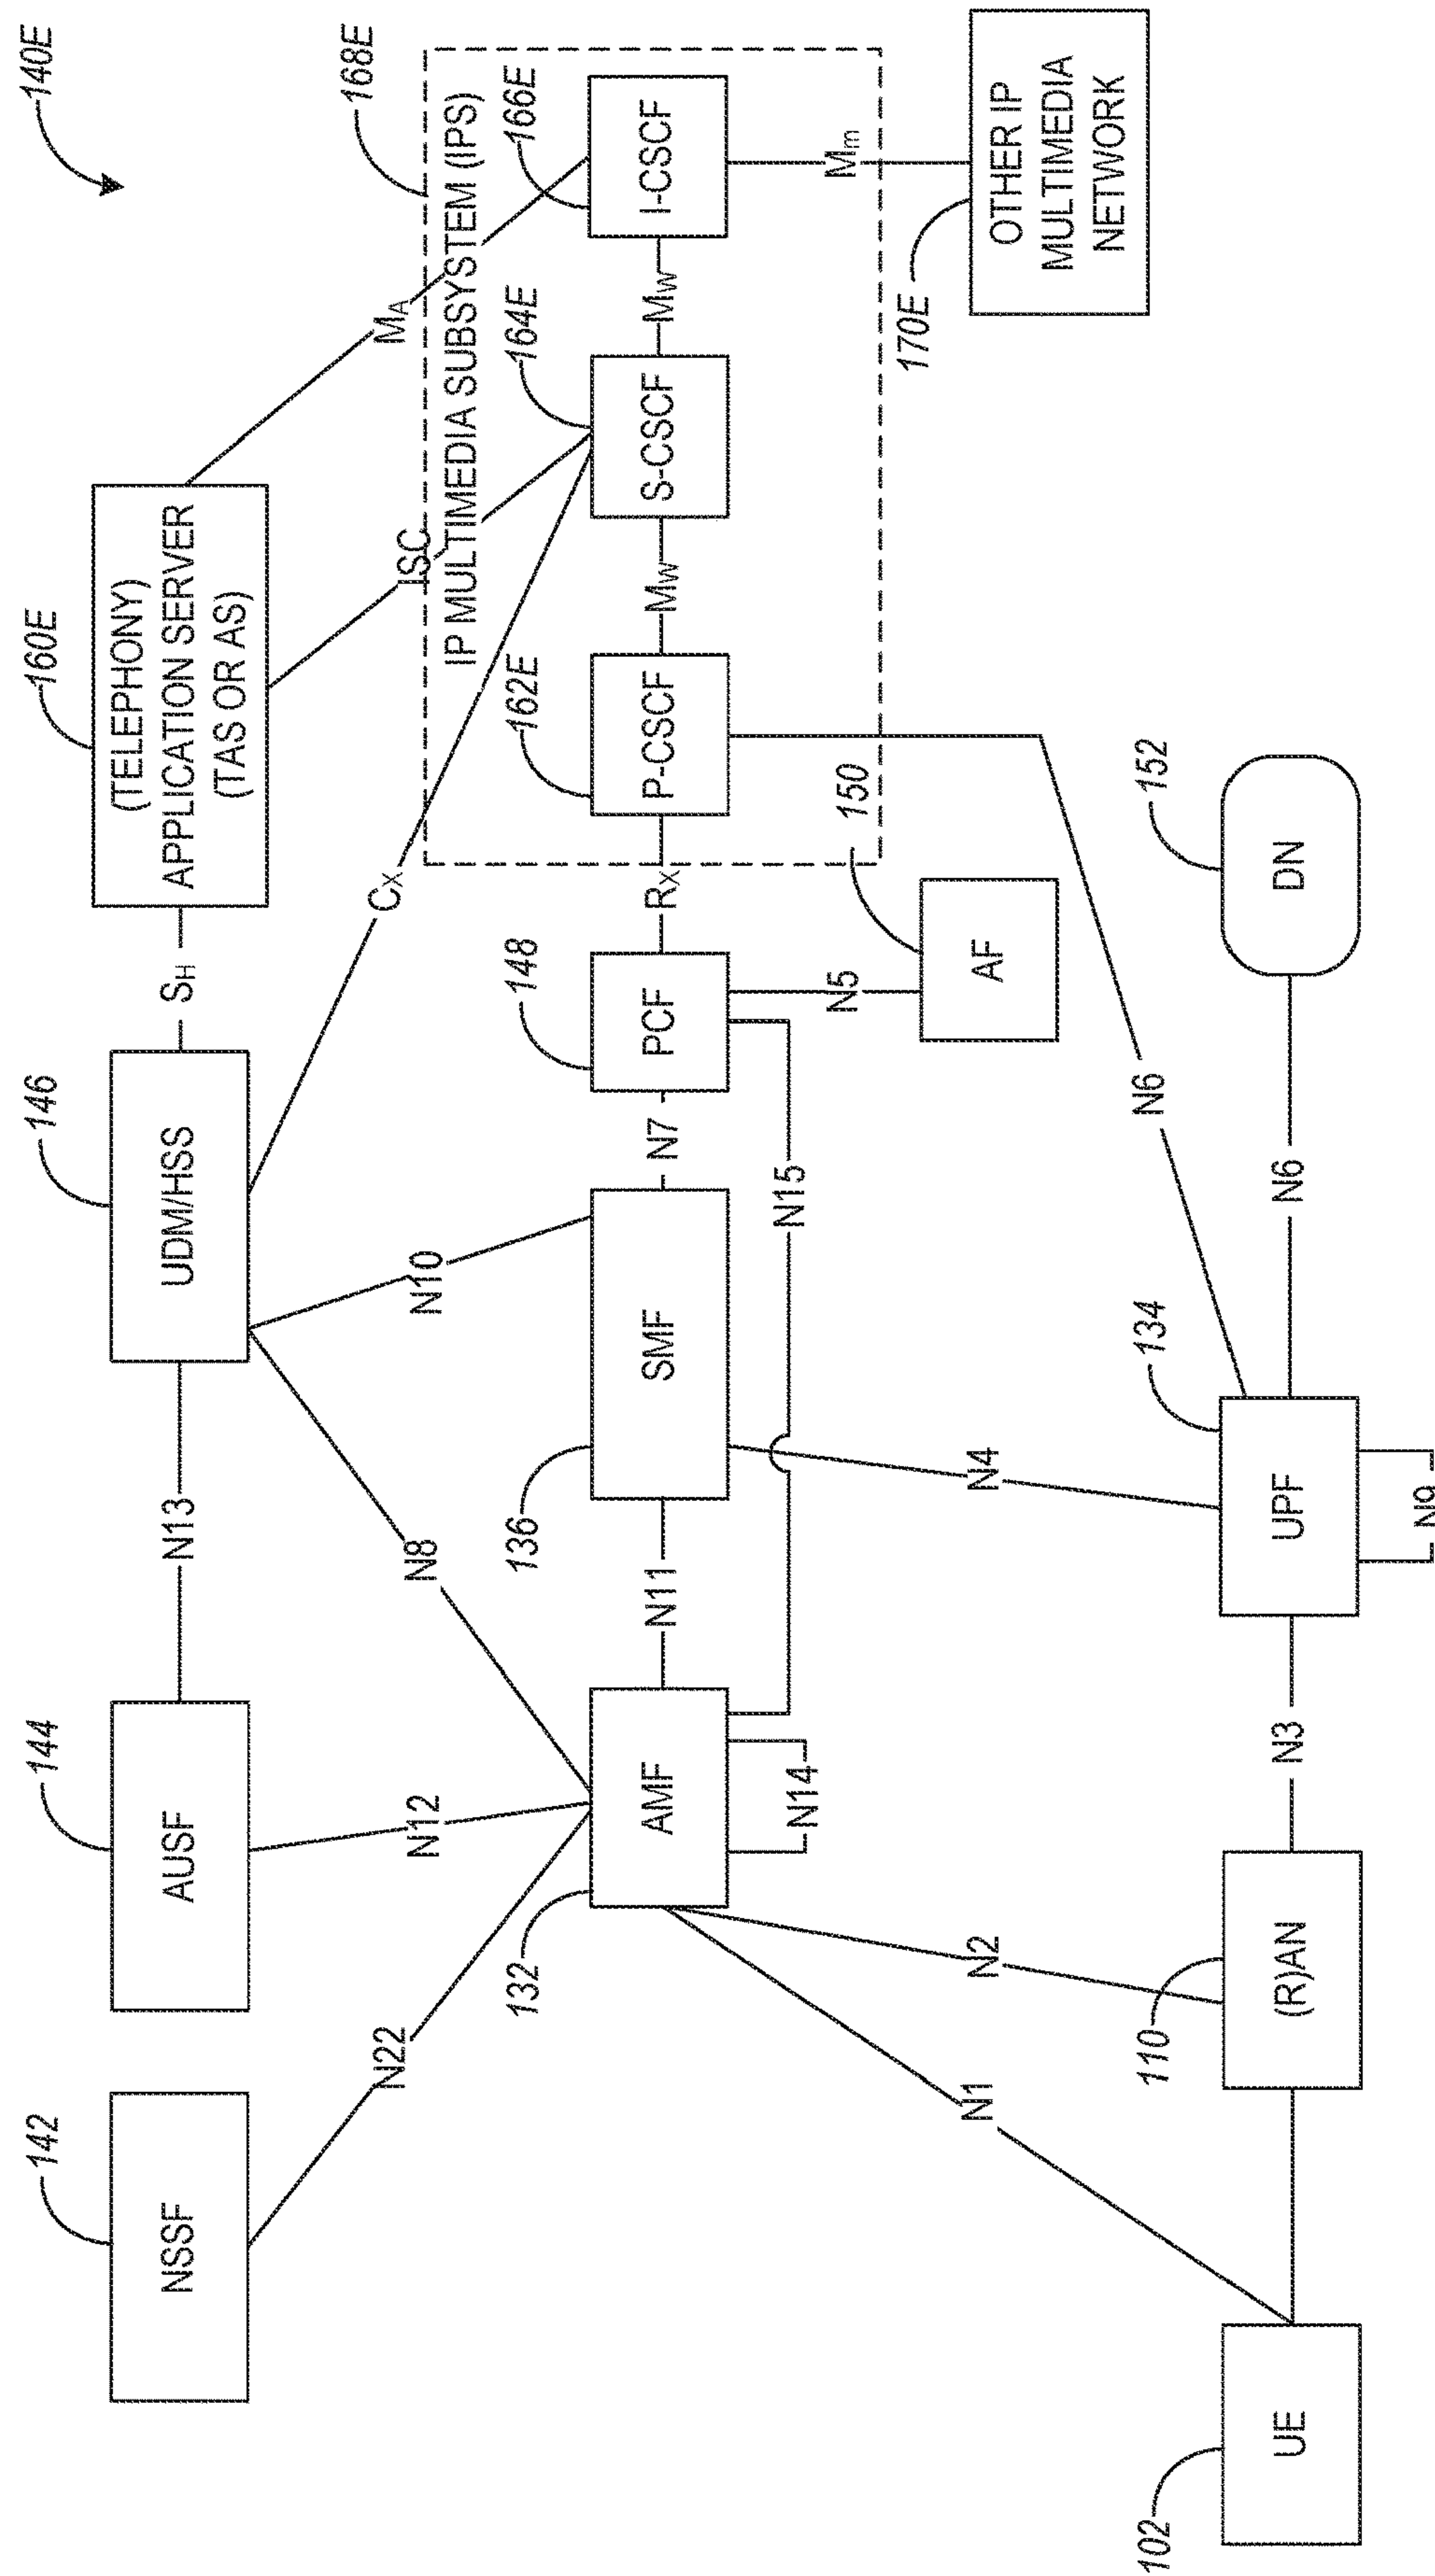 140E
160E
(TELEPHONY)
APPLICATION SERVER
(TAS OR AS)
146
UDM/HSS
144
AUSF
142
NSSF
SH
N13
MA
168E
IP MULTIMEDIA SUBSYSTEM (IPS)
ISC
CX
N10
N8
N12
N22
166E
I-CSCF
MW
164E
S-CSCF
MW
162E
P-CSCF
RX
148
PCF
N7
136
SMF
N11
132
AMF
Mm
150
N5
N15
N14
170E
OTHER IP
MULTIMEDIA
NETWORK
AF
N4
N2
N1
N6
152
DN
N6
134
UPF
N9
N3
110
(R)AN
102
UE